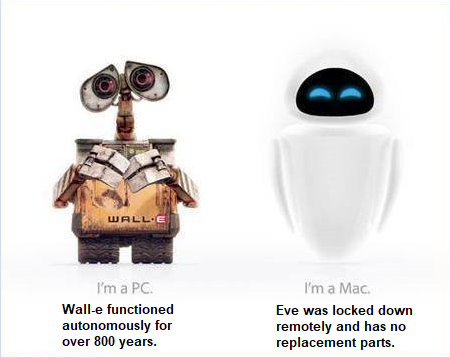 WALL•E
I'm a PC.
I'm a Mac.
Wall-e functioned
autonomously for
over 800 years.
Eve was locked down
remotely and has no
replacement parts.